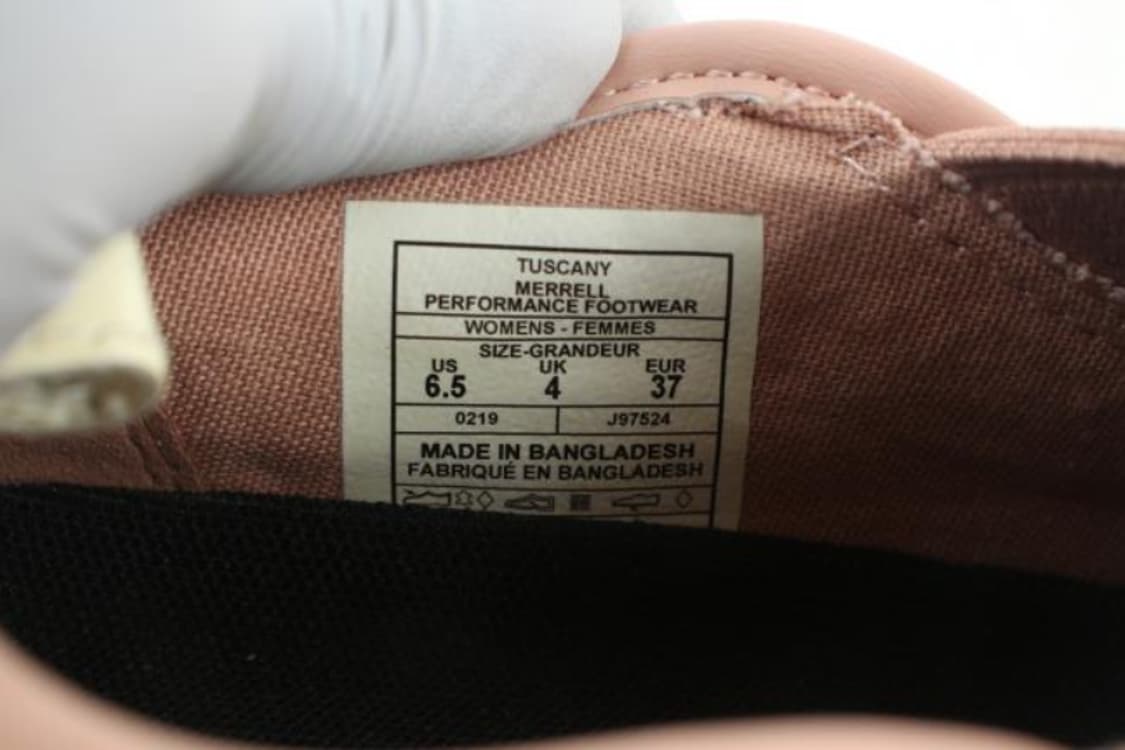 TUSCANY
MERRELL
PERFORMANCE FOOTWEAR
WOMENS - FEMMES
SIZE-GRANDEUR
US UK EUR
6.5 4 37
0219 J97524
MADE IN BANGLADESH
FABRIQUÉ EN BANGLADESH